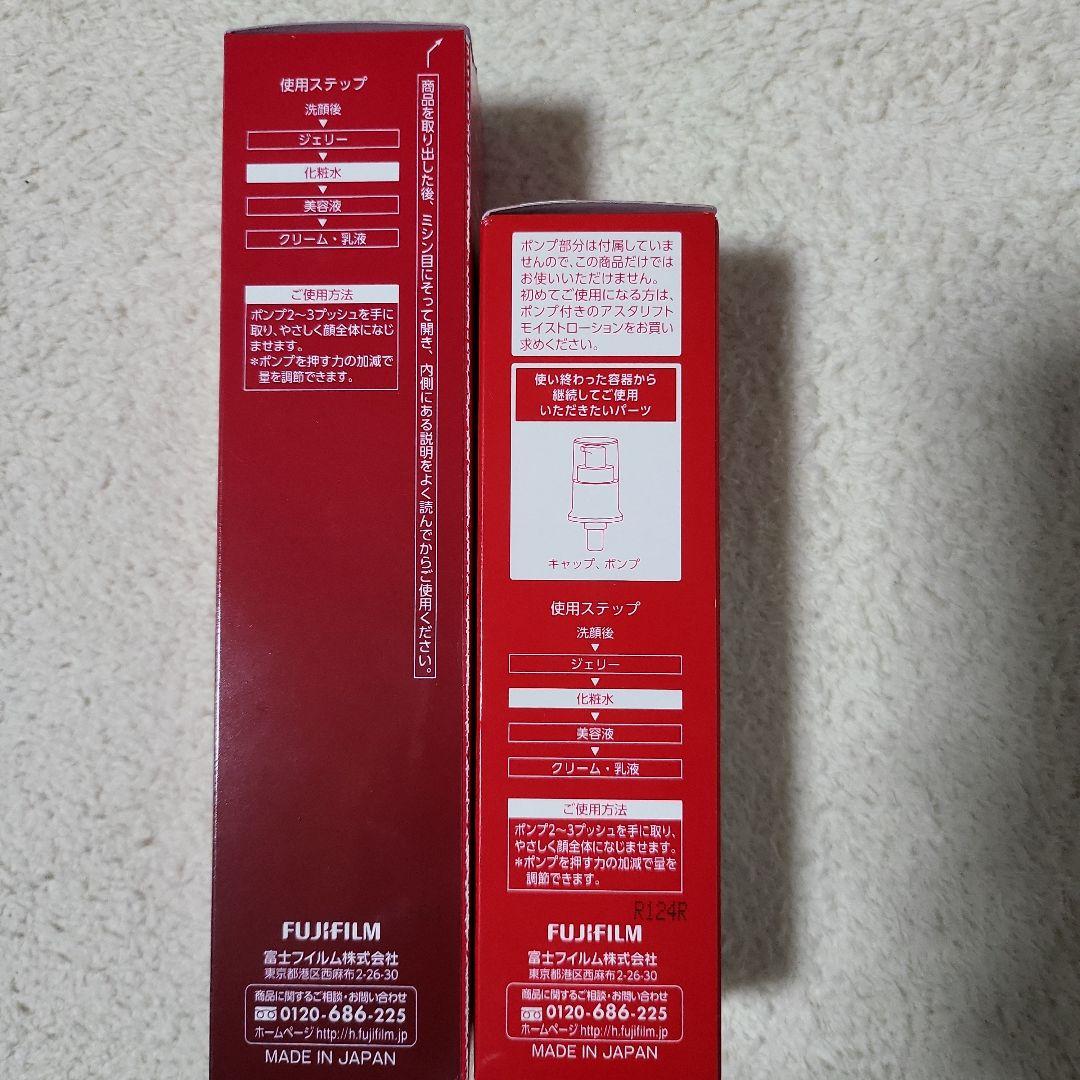 使用ステップ
洗顔後
▼
ジェリー
▼
化粧水
▼
美容液
▼
クリーム・乳液
ご使用方法
ポンプ2〜3プッシュを手に
取り、やさしく顔全体になじ
ませます。
＊ポンプを押す力の加減で
量を調節できます。
商品を取り出した後、ミシン目にそって開き、内側にある説明をよく読んでからご使用ください。
FUJIFILM
富士フイルム株式会社
東京都港区西麻布2-26-30
商品に関するご相談・お問い合わせ
0120-686-225
ホームページ http://h.fujifilm.jp
MADE IN JAPAN
ポンプ部分は付属していま
せんので、この商品だけでは
お使いいただけません。
初めてご使用になる方は、
ポンプ付きのアスタリフト
モイストローションをお買い
求めください。
使い終わった容器から
継続してご使用
いただきたいパーツ
キャップ、ポンプ
使用ステップ
洗顔後
▼
ジェリー
▼
化粧水
▼
美容液
▼
クリーム・乳液
ご使用方法
ポンプ2〜3プッシュを手に取り、
やさしく顔全体になじませます。
＊ポンプを押す力の加減で量を
調節できます。
R124R
FUJIFILM
富士フイルム株式会社
東京都港区西麻布2-26-30
商品に関するご相談・お問い合わせ
0120-686-225
ホームページ http://h.fujifilm.jp
MADE IN JAPAN